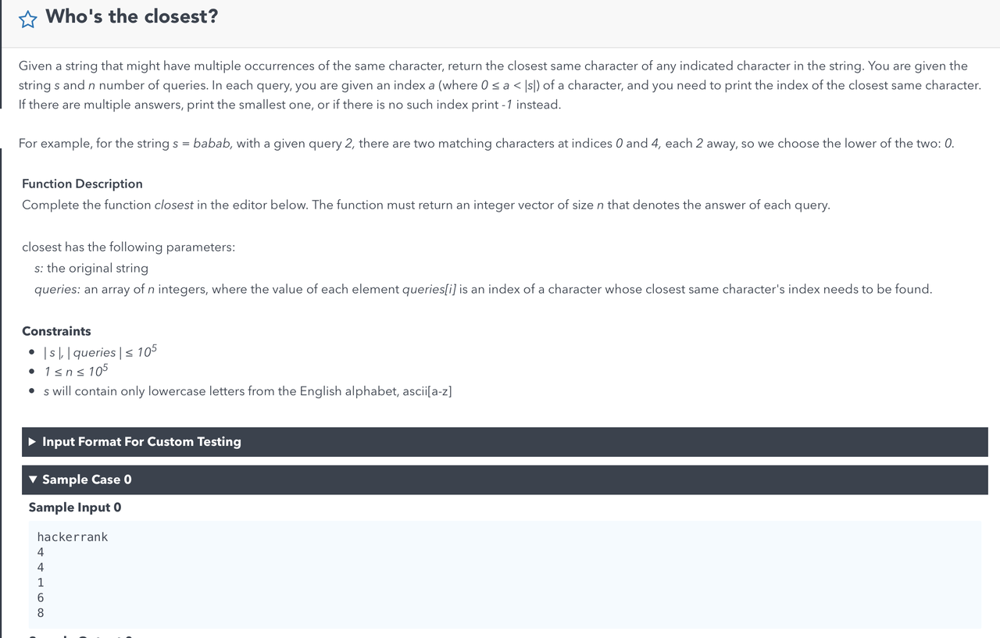 Who's the closest?
Given a string that might have multiple occurrences of the same character, return the closest same character of any indicated character in the string. You are given the
string s and n number of queries. In each query, you are given an index a (where 0 ≤ a < |s|) of a character, and you need to print the index of the closest same character.
If there are multiple answers, print the smallest one, or if there is no such index print -1 instead.
For example, for the string s = babab, with a given query 2, there are two matching characters at indices 0 and 4, each 2 away, so we choose the lower of the two: 0.
Function Description
Complete the function closest in the editor below. The function must return an integer vector of size n that denotes the answer of each query.
closest has the following parameters:
s: the original string
queries: an array of n integers, where the value of each element queries[i] is an index of a character whose closest same character's index needs to be found.
Constraints
• | s |, | queries | ≤ 10⁵
• 1 ≤ n ≤ 10⁵
• s will contain only lowercase letters from the English alphabet, ascii[a-z]
▶ Input Format For Custom Testing
▼ Sample Case 0
Sample Input 0
hackerrank
4
4
1
6
8